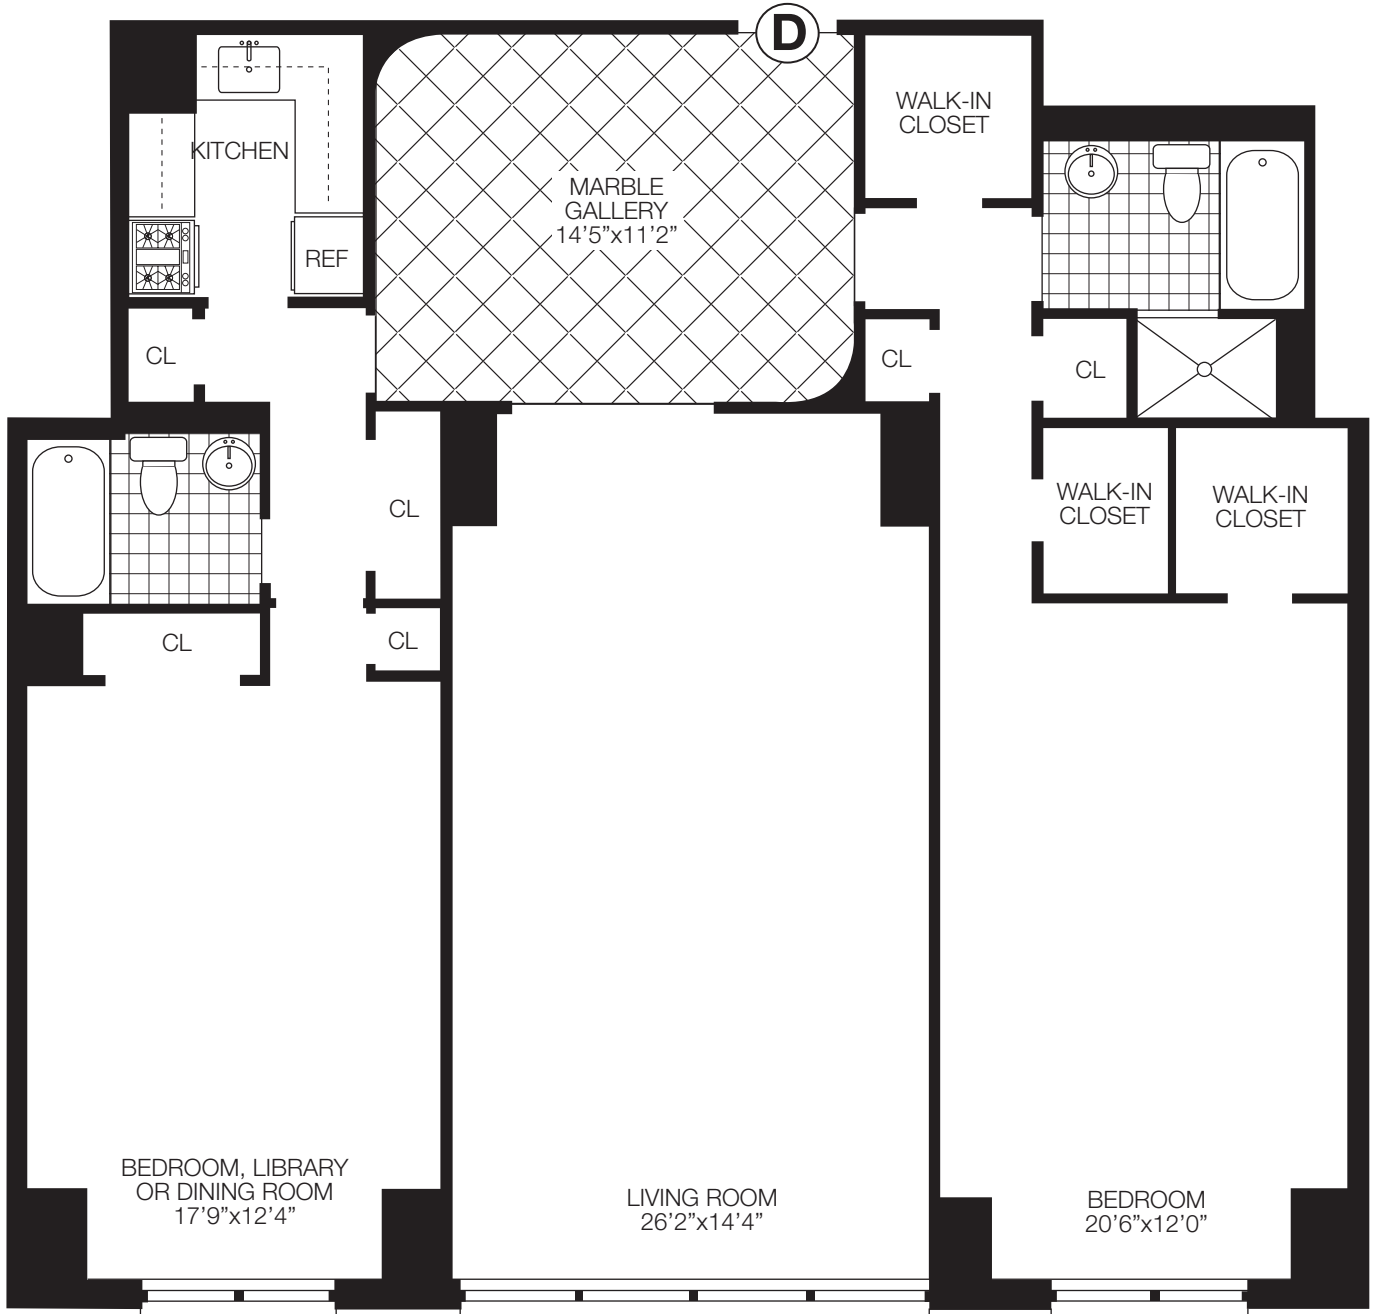 D
WALK-IN
CLOSET
KITCHEN
MARBLE
GALLERY
14'5"x11'2"
REF
CL
CL
CL
CL
WALK-IN
CLOSET
WALK-IN
CLOSET
CL
CL
BEDROOM, LIBRARY
OR DINING ROOM
17'9"x12'4"
LIVING ROOM
26'2"x14'4"
BEDROOM
20'6"x12'0"